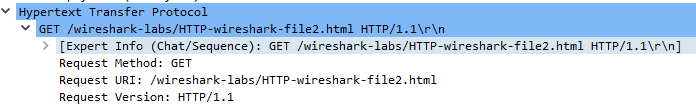 Hypertext Transfer Protocol
GET /wireshark-labs/HTTP-wireshark-file2.html HTTP/1.1\r\n
[Expert Info (Chat/Sequence): GET /wireshark-labs/HTTP-wireshark-file2.html HTTP/1.1\r\n]
Request Method: GET
Request URI: /wireshark-labs/HTTP-wireshark-file2.html
Request Version: HTTP/1.1